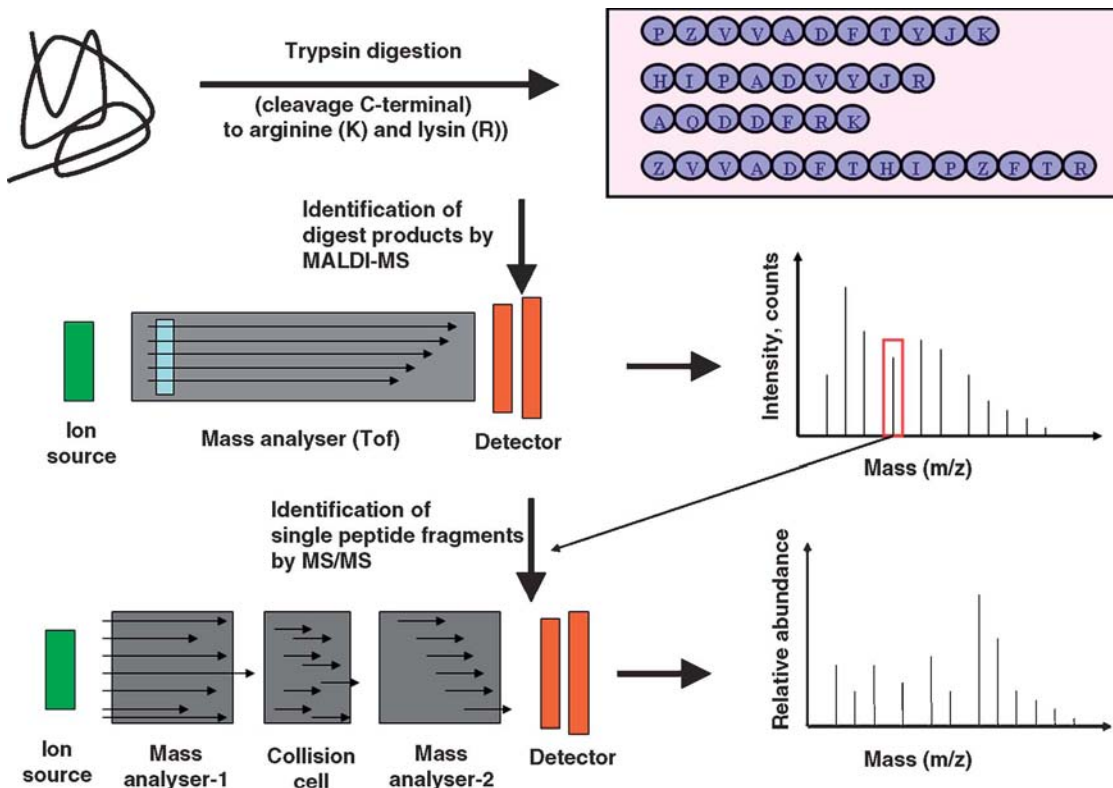 Trypsin digestion
(cleavage C-terminal)
to arginine (K) and lysin (R))
P Z V V A D F T Y J K
H I P A D V Y J R
A Q D D F R K
Z V V A D F T H I P Z F T R
Identification of
digest products by
MALDI-MS
Ion
source
Mass analyser (Tof)
Detector
Intensity, counts
Mass (m/z)
Identification of
single peptide fragments
by MS/MS
Ion
source
Mass
analyser-1
Collision
cell
Mass
analyser-2
Detector
Relative abundance
Mass (m/z)